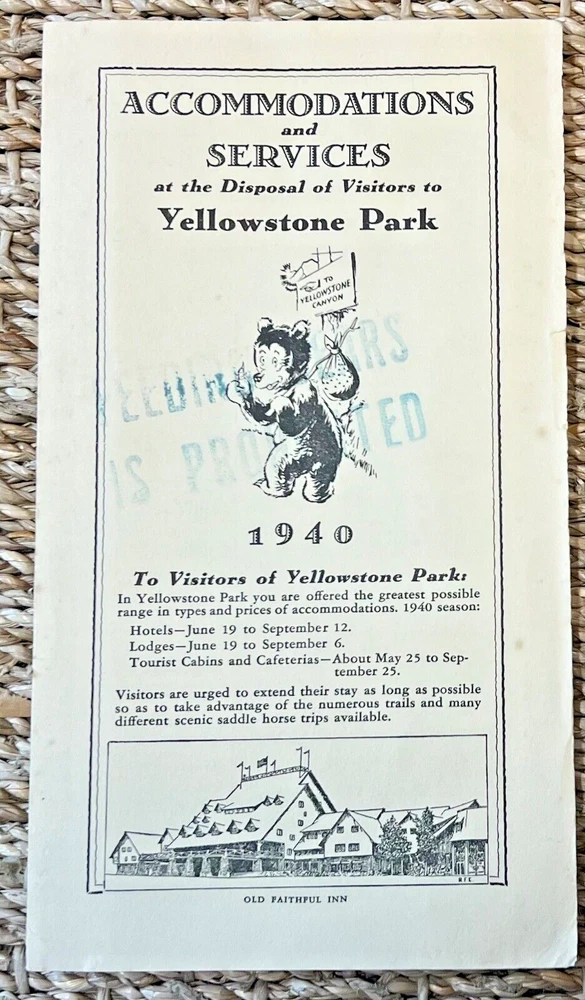 ACCOMMODATIONS
and
SERVICES
at the Disposal of Visitors to
Yellowstone Park
TO
YELLOWSTONE
CANYON
FEEDING BEARS
IS PROHIBITED
1940
To Visitors of Yellowstone Park:
In Yellowstone Park you are offered the greatest possible
range in types and prices of accommodations. 1940 season:
Hotels—June 19 to September 12.
Lodges—June 19 to September 6.
Tourist Cabins and Cafeterias—About May 25 to Sep-
tember 25.
Visitors are urged to extend their stay as long as possible
so as to take advantage of the numerous trails and many
different scenic saddle horse trips available.
OLD FAITHFUL INN